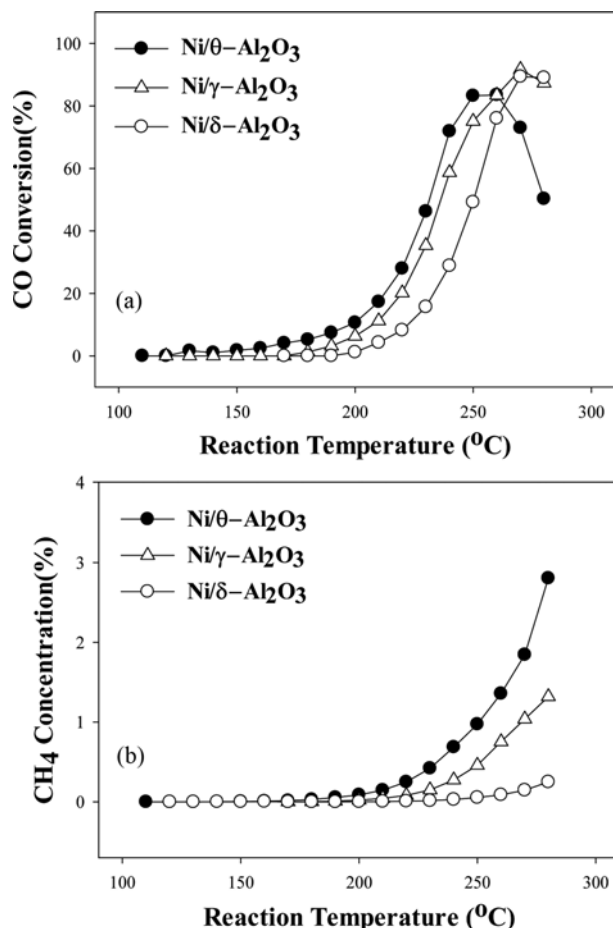 Ni/θ−Al2O3
Ni/γ−Al2O3
Ni/δ−Al2O3
CO Conversion(%)
100
80
60
40
20
0
(a)
100
150
200
250
300
Reaction Temperature (oC)
Ni/θ−Al2O3
Ni/γ−Al2O3
Ni/δ−Al2O3
CH4 Concentration(%)
4
3
2
1
0
(b)
100
150
200
250
300
Reaction Temperature (oC)